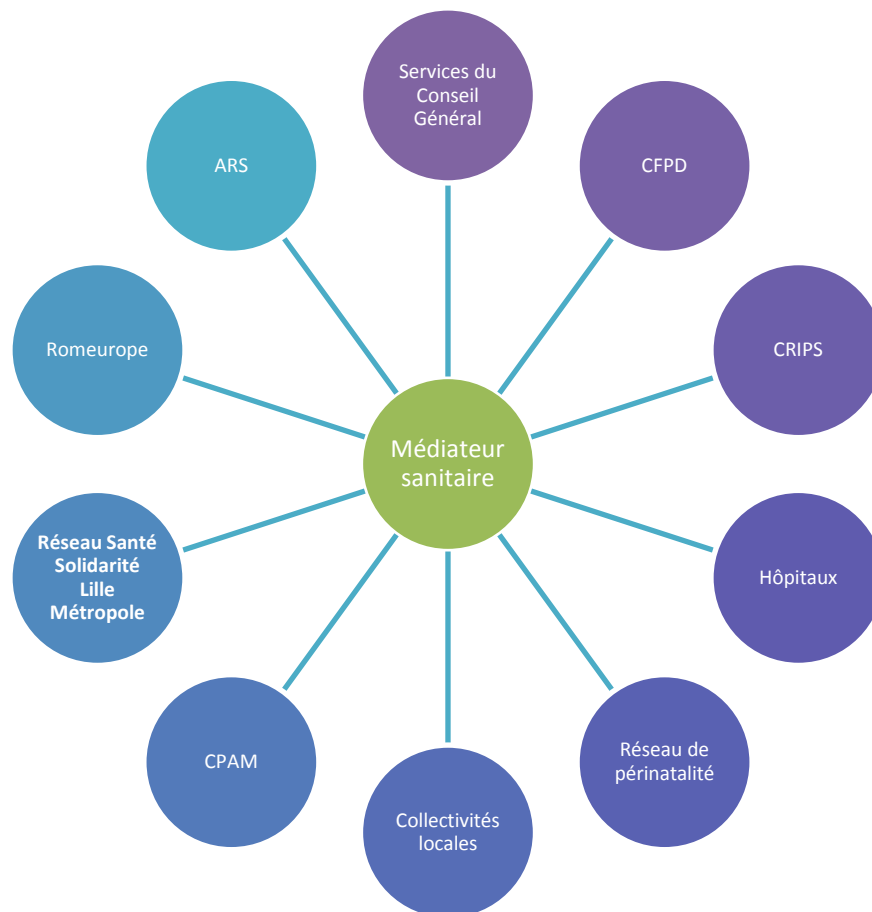 Services du
Conseil
Général
CFPD
CRIPS
Hôpitaux
Réseau de
périnatalité
Collectivités
locales
CPAM
Réseau Santé
Solidarité
Lille
Métropole
Romeurope
ARS
Médiateur
sanitaire